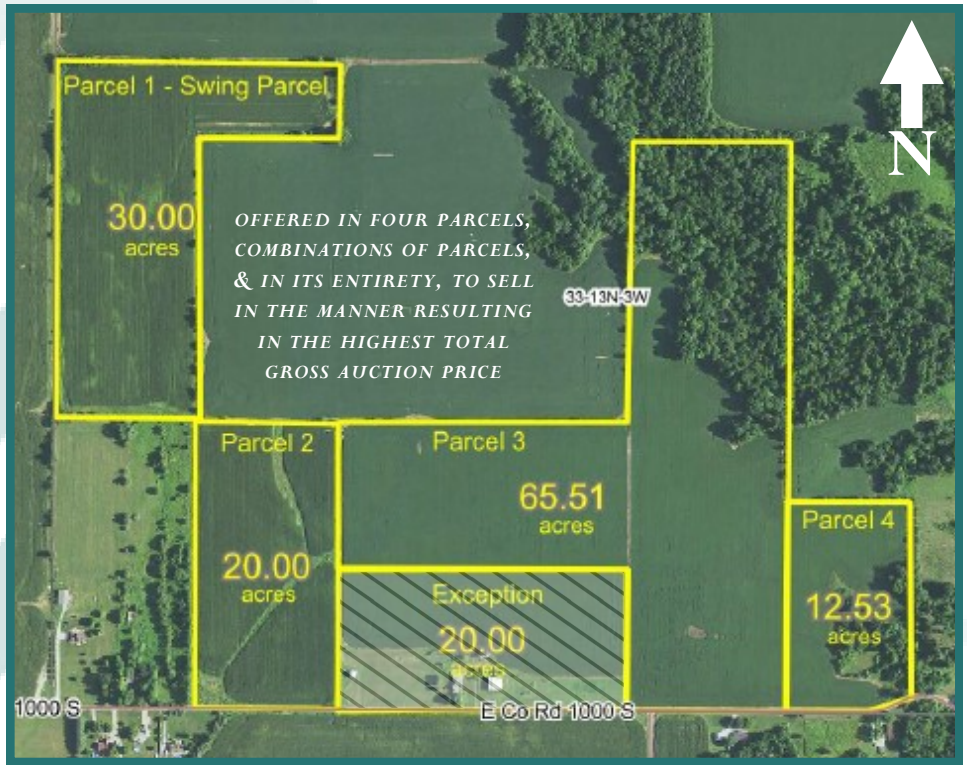 Parcel 1 - Swing Parcel
N
30.00
acres
OFFERED IN FOUR PARCELS,
COMBINATIONS OF PARCELS,
& IN ITS ENTIRETY, TO SELL
IN THE MANNER RESULTING
IN THE HIGHEST TOTAL
GROSS AUCTION PRICE
33-13N-3W
Parcel 2
20.00
acres
Parcel 3
65.51
acres
Parcel 4
12.53
acres
Exception
20.00
acres
1000 S
E Co Rd 1000 S